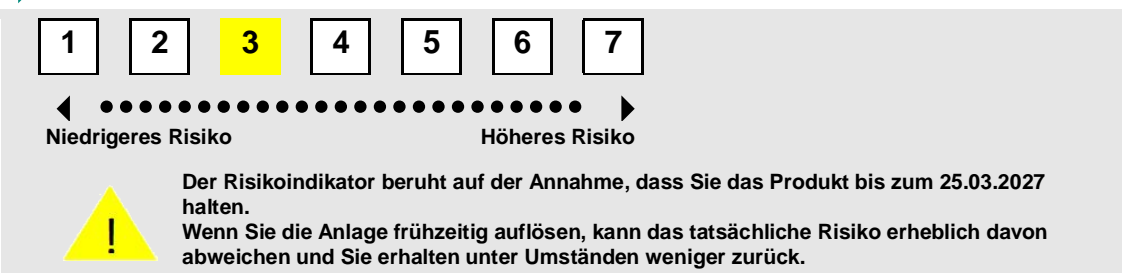 1 2 3 4 5 6 7
Niedrigeres Risiko Höheres Risiko
Der Risikoindikator beruht auf der Annahme, dass Sie das Produkt bis zum 25.03.2027
halten.
Wenn Sie die Anlage frühzeitig auflösen, kann das tatsächliche Risiko erheblich davon
abweichen und Sie erhalten unter Umständen weniger zurück.
!